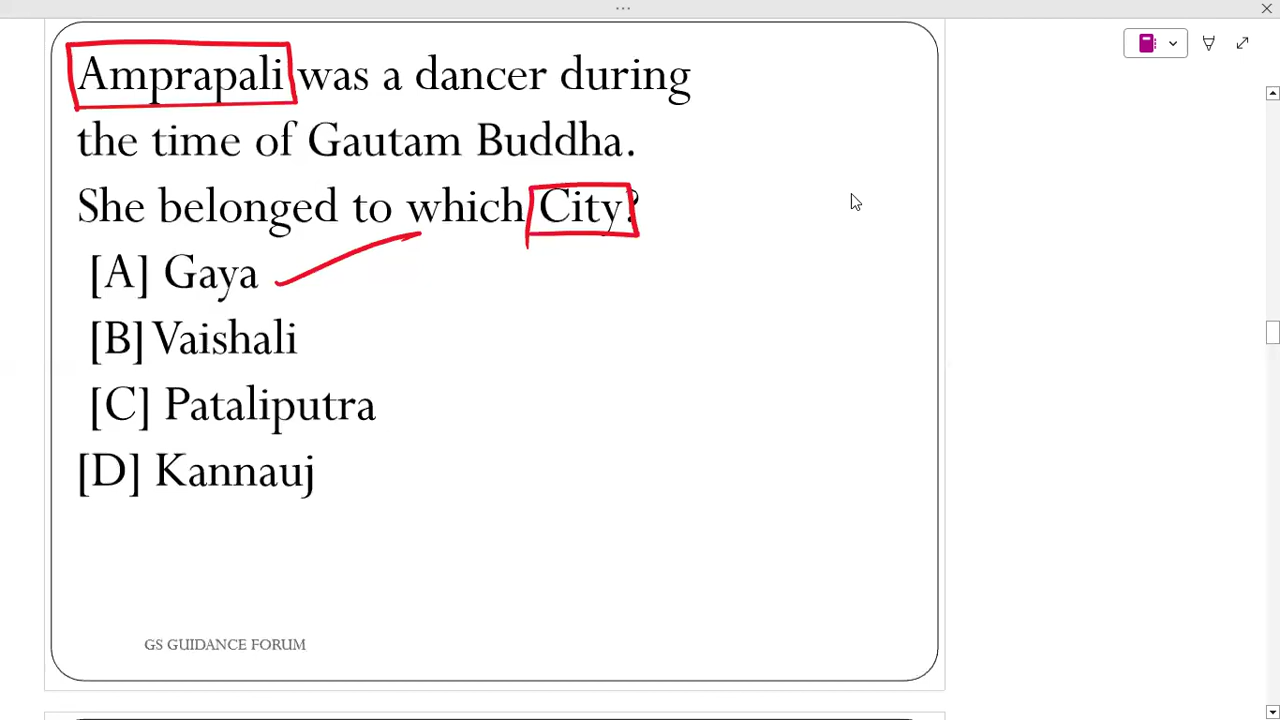 Amprapali was a dancer during
the time of Gautam Buddha.
She belonged to which City?
[A] Gaya
[B] Vaishali
[C] Pataliputra
[D] Kannauj
GS GUIDANCE FORUM